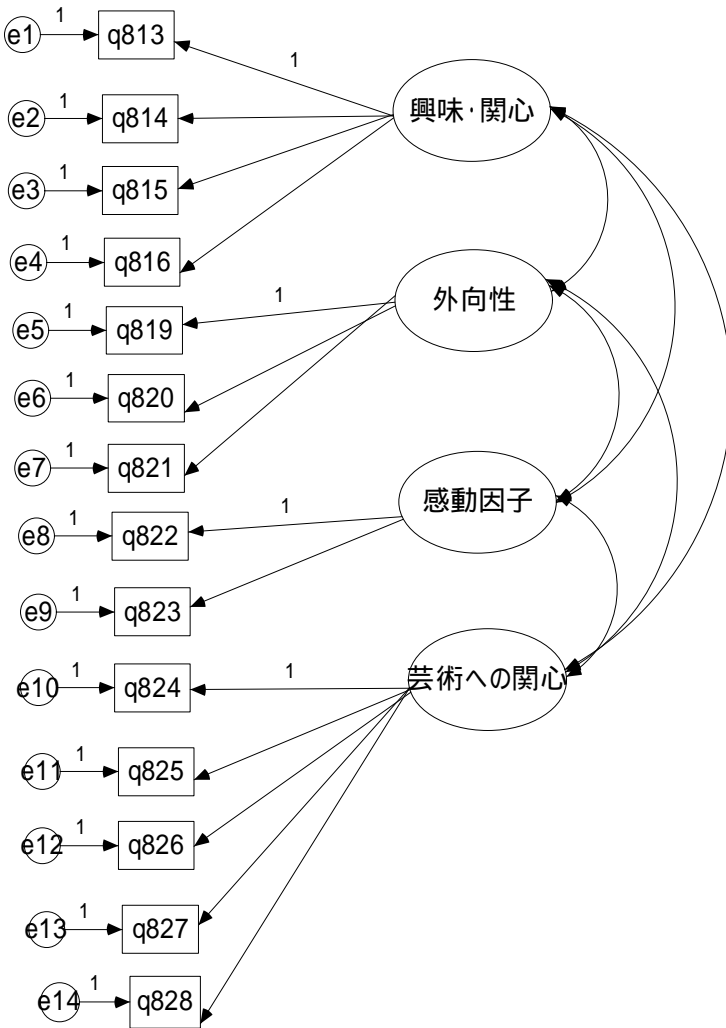 e1 1 q813
1
興味・関心
e2 1 q814
e3 1 q815
e4 1 q816
外向性
1
e5 1 q819
e6 1 q820
e7 1 q821
感動因子
1
e8 1 q822
e9 1 q823
芸術への関心
1
e10 1 q824
e11 1 q825
e12 1 q826
e13 1 q827
e14 1 q828